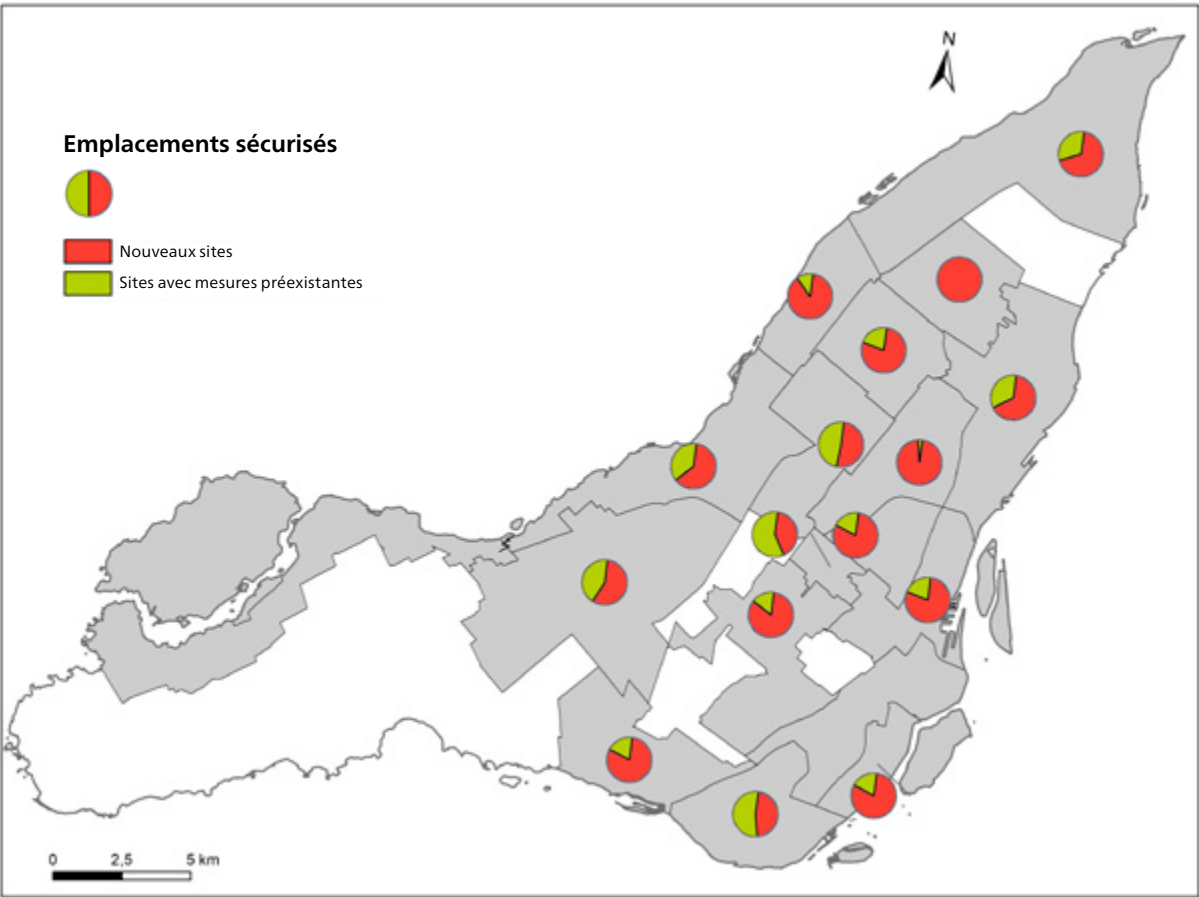 N
Emplacements sécurisés
Nouveaux sites
Sites avec mesures préexistantes
0 2,5 5 km